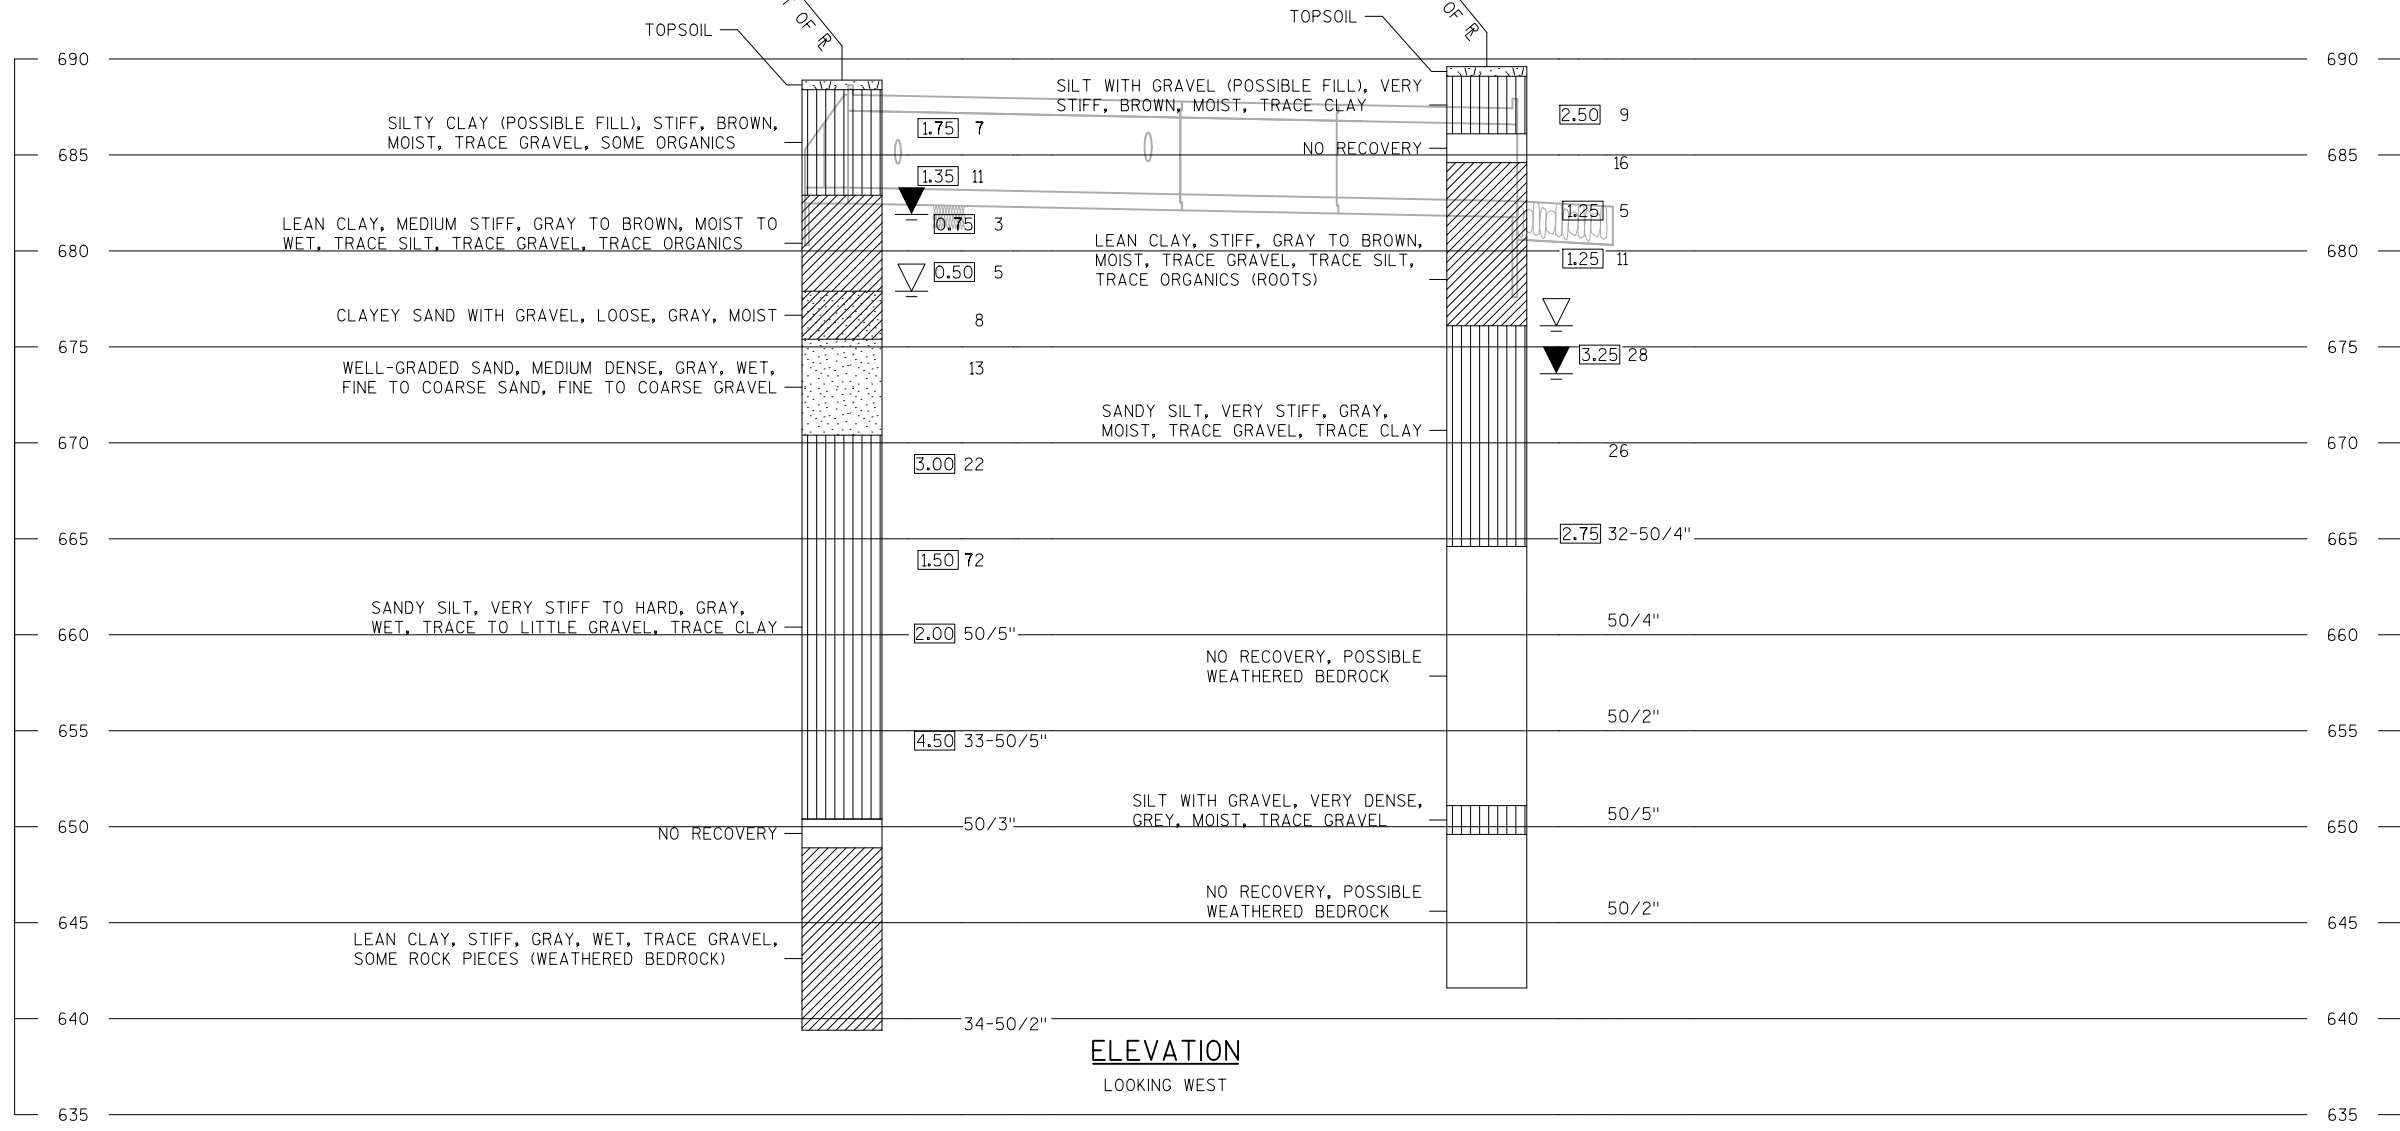 T OF PL
TOPSOIL
OF PL
TOPSOIL
690
690
SILT WITH GRAVEL (POSSIBLE FILL), VERY
STIFF, BROWN, MOIST, TRACE CLAY
2.50 9
SILTY CLAY (POSSIBLE FILL), STIFF, BROWN,
MOIST, TRACE GRAVEL, SOME ORGANICS
1.75 7
NO RECOVERY
685
685
16
1.35 11
LEAN CLAY, MEDIUM STIFF, GRAY TO BROWN, MOIST TO
WET, TRACE SILT, TRACE GRAVEL, TRACE ORGANICS
0.75 3
1.25 5
LEAN CLAY, STIFF, GRAY TO BROWN,
MOIST, TRACE GRAVEL, TRACE SILT,
TRACE ORGANICS (ROOTS)
680
680
1.25 11
0.50 5
CLAYEY SAND WITH GRAVEL, LOOSE, GRAY, MOIST
8
675
675
3.25 28
WELL-GRADED SAND, MEDIUM DENSE, GRAY, WET,
FINE TO COARSE SAND, FINE TO COARSE GRAVEL
13
SANDY SILT, VERY STIFF, GRAY,
MOIST, TRACE GRAVEL, TRACE CLAY
670
670
26
3.00 22
665
665
2.75 32-50/4"
1.50 72
SANDY SILT, VERY STIFF TO HARD, GRAY,
WET, TRACE TO LITTLE GRAVEL, TRACE CLAY
50/4"
660
2.00 50/5"
660
NO RECOVERY, POSSIBLE
WEATHERED BEDROCK
50/2"
655
655
4.50 33-50/5"
SILT WITH GRAVEL, VERY DENSE,
GREY, MOIST, TRACE GRAVEL
50/5"
650
50/3"
650
NO RECOVERY
NO RECOVERY, POSSIBLE
WEATHERED BEDROCK
50/2"
645
645
LEAN CLAY, STIFF, GRAY, WET, TRACE GRAVEL,
SOME ROCK PIECES (WEATHERED BEDROCK)
640
34-50/2"
640
ELEVATION
LOOKING WEST
635
635